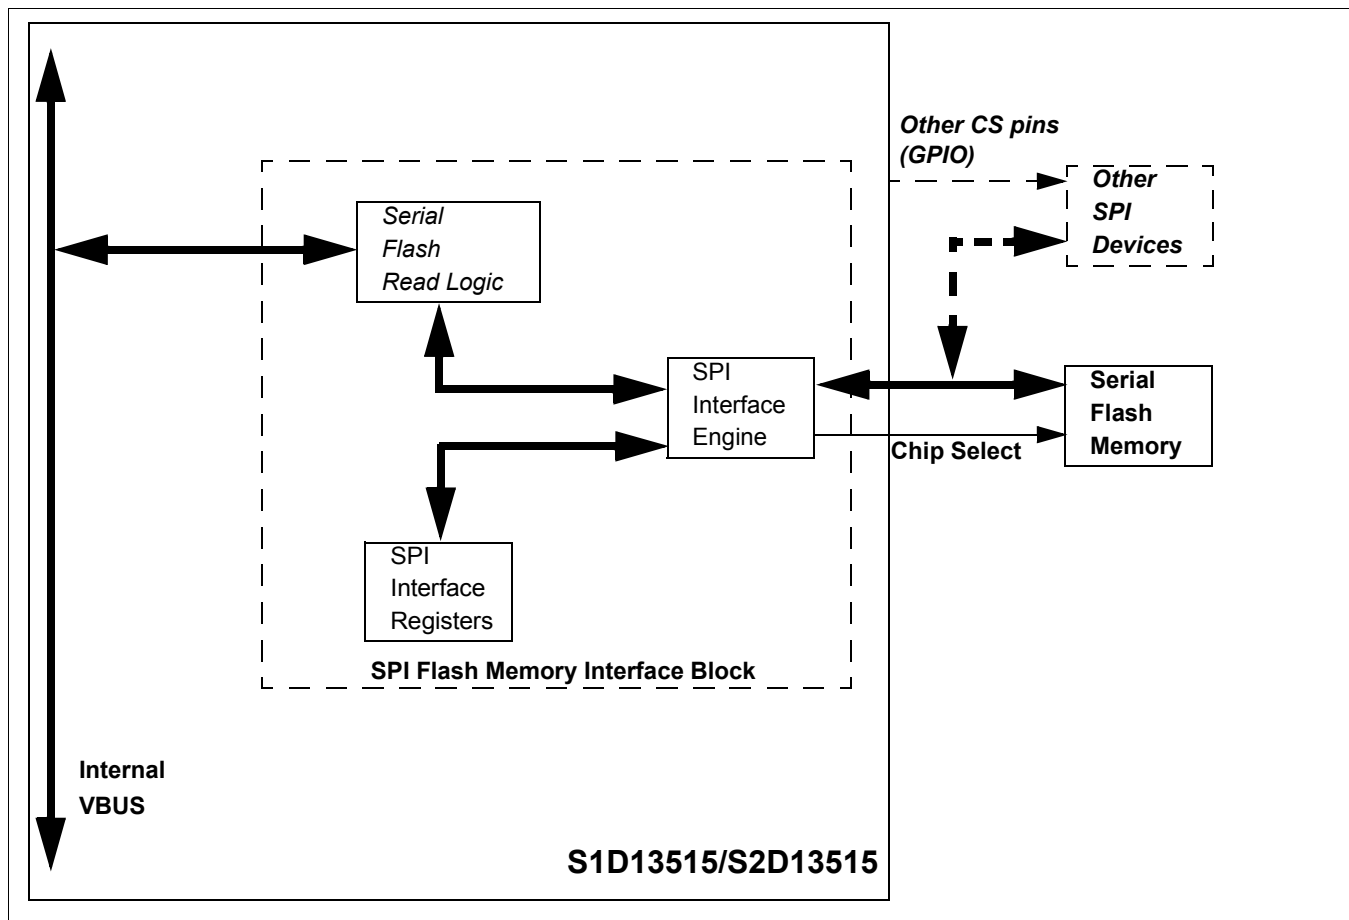 Other CS pins
(GPIO)
Other
SPI
Devices
Serial
Flash
Read Logic
SPI
Interface
Engine
Serial
Flash
Memory
Chip Select
SPI
Interface
Registers
SPI Flash Memory Interface Block
Internal
VBUS
S1D13515/S2D13515